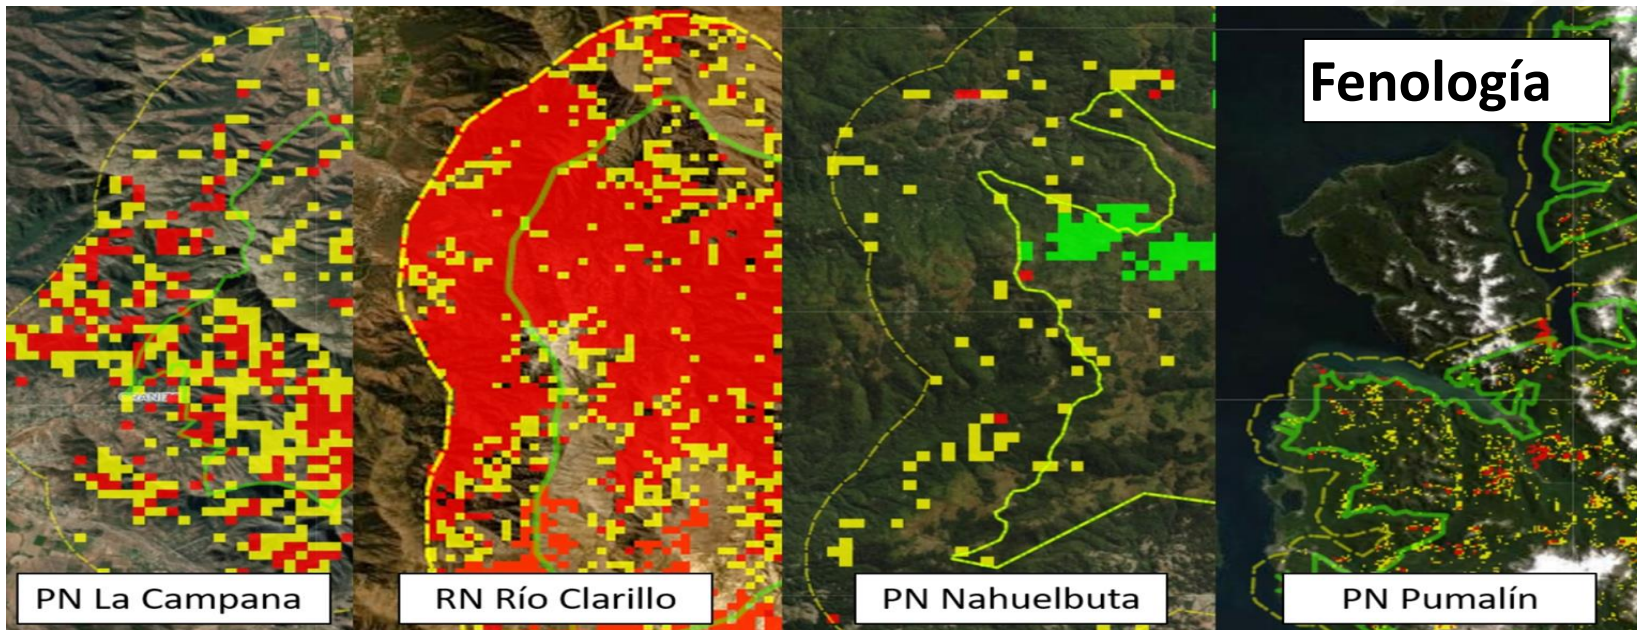 Fenología
PN La Campana
RN Río Clarillo
PN Nahuelbuta
PN Pumalín